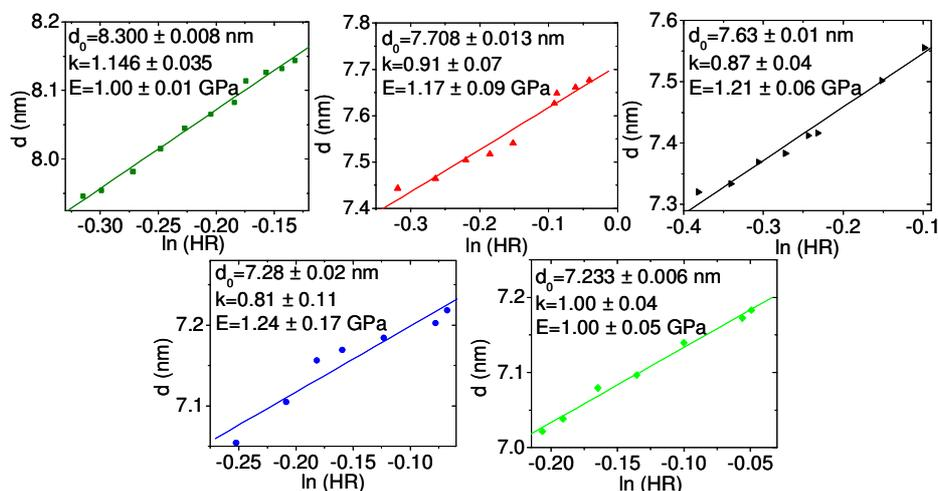 d₀=8.300 ± 0.008 nm
k=1.146 ± 0.035
E=1.00 ± 0.01 GPa
8.2
8.1
8.0
d (nm)
-0.30 -0.25 -0.20 -0.15
ln (HR)
d₀=7.708 ± 0.013 nm
k=0.91 ± 0.07
E=1.17 ± 0.09 GPa
7.8
7.7
7.6
7.5
7.4
d (nm)
-0.3 -0.2 -0.1 0.0
ln (HR)
d₀=7.63 ± 0.01 nm
k=0.87 ± 0.04
E=1.21 ± 0.06 GPa
7.6
7.5
7.4
7.3
d (nm)
-0.4 -0.3 -0.2 -0.1
ln (HR)
d₀=7.28 ± 0.02 nm
k=0.81 ± 0.11
E=1.24 ± 0.17 GPa
7.2
7.1
d (nm)
-0.25 -0.20 -0.15 -0.10
ln (HR)
d₀=7.233 ± 0.006 nm
k=1.00 ± 0.04
E=1.00 ± 0.05 GPa
7.2
7.1
7.0
d (nm)
-0.20 -0.15 -0.10 -0.05
ln (HR)